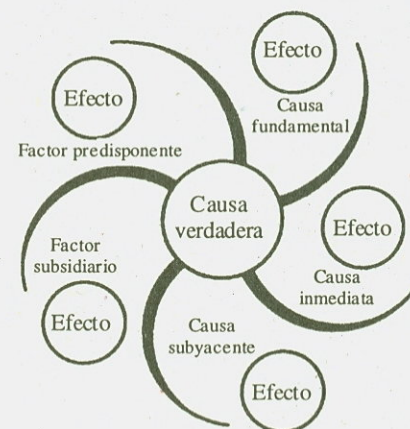 Efecto
Causa
fundamental
Efecto
Factor predisponente
Causa
verdadera
Efecto
Causa
inmediata
Factor
subsidiario
Efecto
Causa
subyacente
Efecto